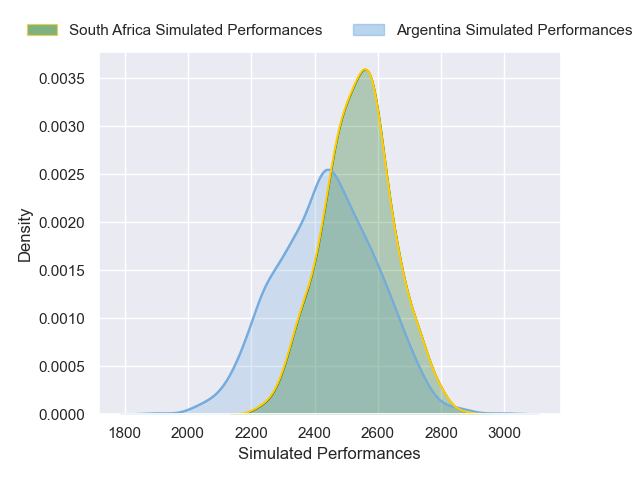 South Africa Simulated Performances
Argentina Simulated Performances
0.0035
0.0030
0.0025
0.0020
0.0015
0.0010
0.0005
0.0000
Density
1800 2000 2200 2400 2600 2800 3000
Simulated Performances